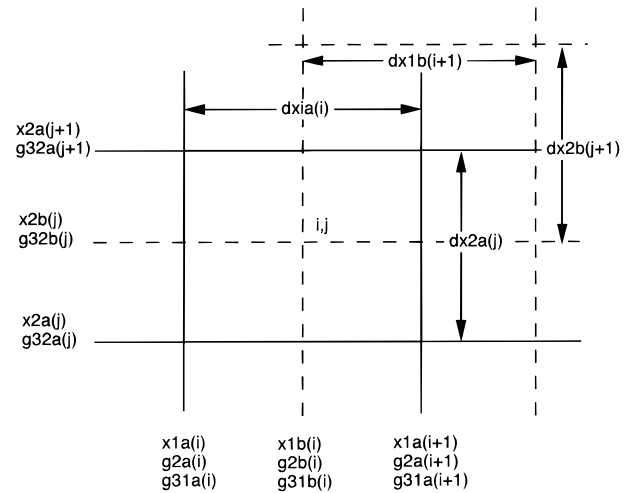 dx1b(i+1)
dxia(i)
x2a(j+1)
g32a(j+1)
dx2b(j+1)
x2b(j)
g32b(j)
i,j
dx2a(j)
x2a(j)
g32a(j)
x1a(i)
g2a(i)
g31a(i)
x1b(i)
g2b(i)
g31b(i)
x1a(i+1)
g2a(i+1)
g31a(i+1)